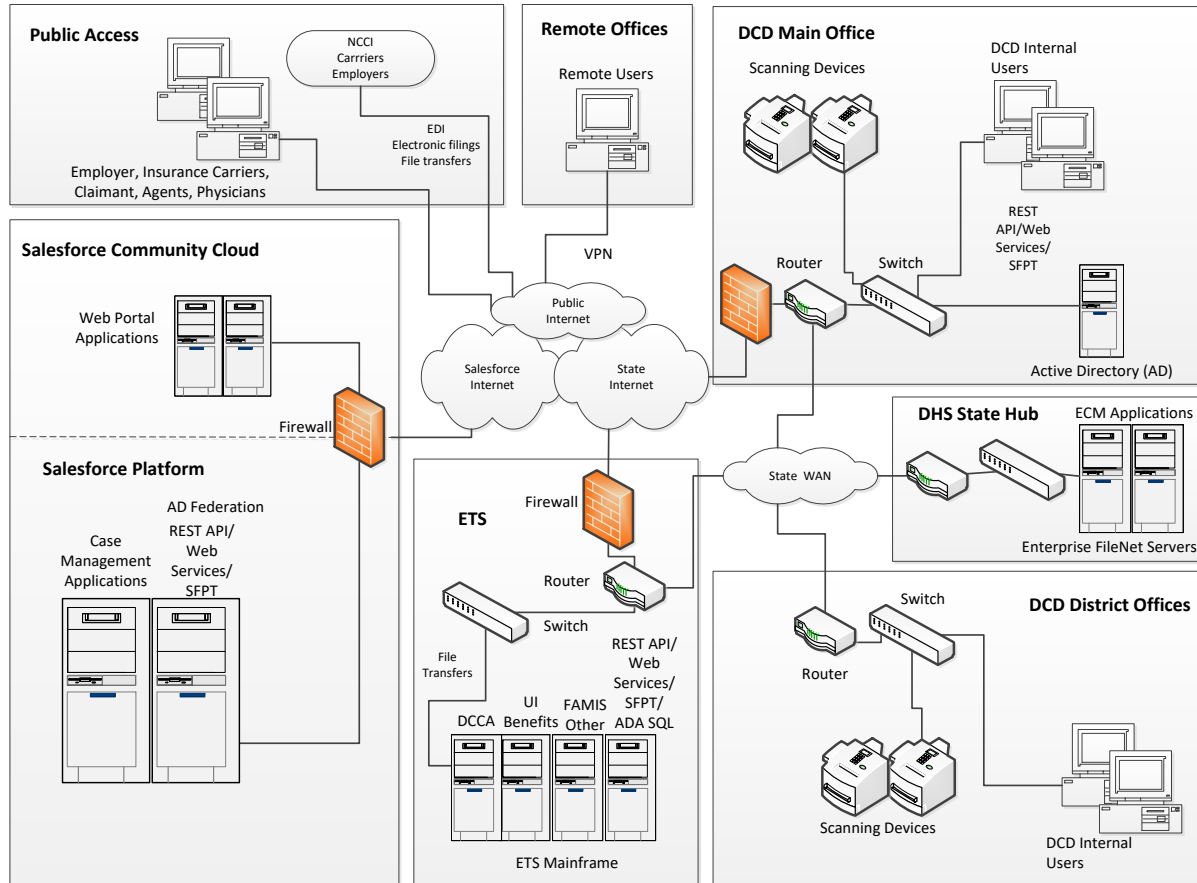 Public Access
NCCI
Carrriers
Employers
EDI
Electronic filings
File transfers
Employer, Insurance Carriers,
Claimant, Agents, Physicians
Remote Offices
Remote Users
VPN
DCD Main Office
Scanning Devices
DCD Internal
Users
REST
API/Web
Services/
SFPT
Router
Switch
Active Directory (AD)
Public
Internet
Salesforce
Internet
State
Internet
Salesforce Community Cloud
Web Portal
Applications
Firewall
Salesforce Platform
AD Federation
REST API/
Web
Services/
SFPT
Case
Management
Applications
ETS
Firewall
Router
Switch
File
Transfers
DCCA
UI
Benefits
FAMIS
Other
REST API/
Web
Services/
SFPT/
ADA SQL
ETS Mainframe
State WAN
DHS State Hub
ECM Applications
Enterprise FileNet Servers
DCD District Offices
Switch
Router
Scanning Devices
DCD Internal
Users